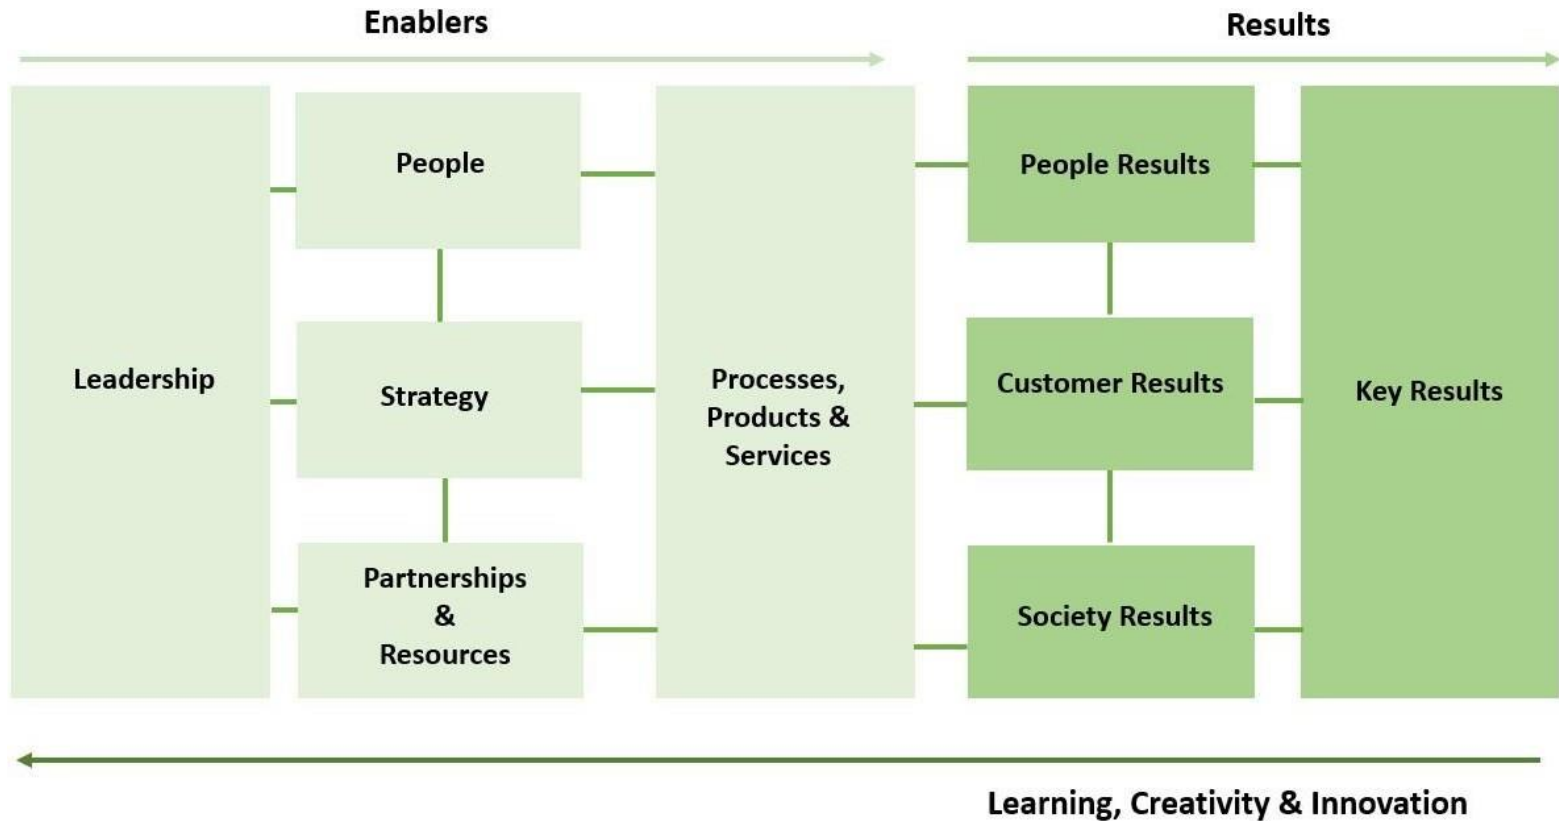 Enablers
Results
Leadership
People
Strategy
Partnerships
&
Resources
Processes,
Products &
Services
People Results
Customer Results
Society Results
Key Results
Learning, Creativity & Innovation